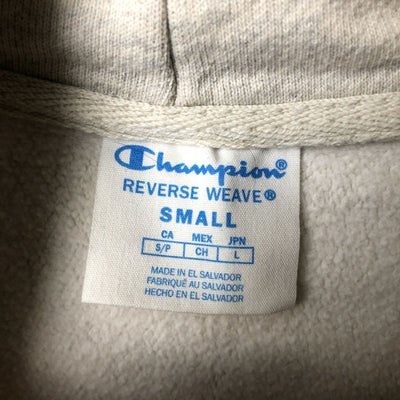 Champion®
REVERSE WEAVE®
SMALL
CA MEX JPN
S/P CH L
MADE IN EL SALVADOR
FABRIQUÉ AU SALVADOR
HECHO EN EL SALVADOR